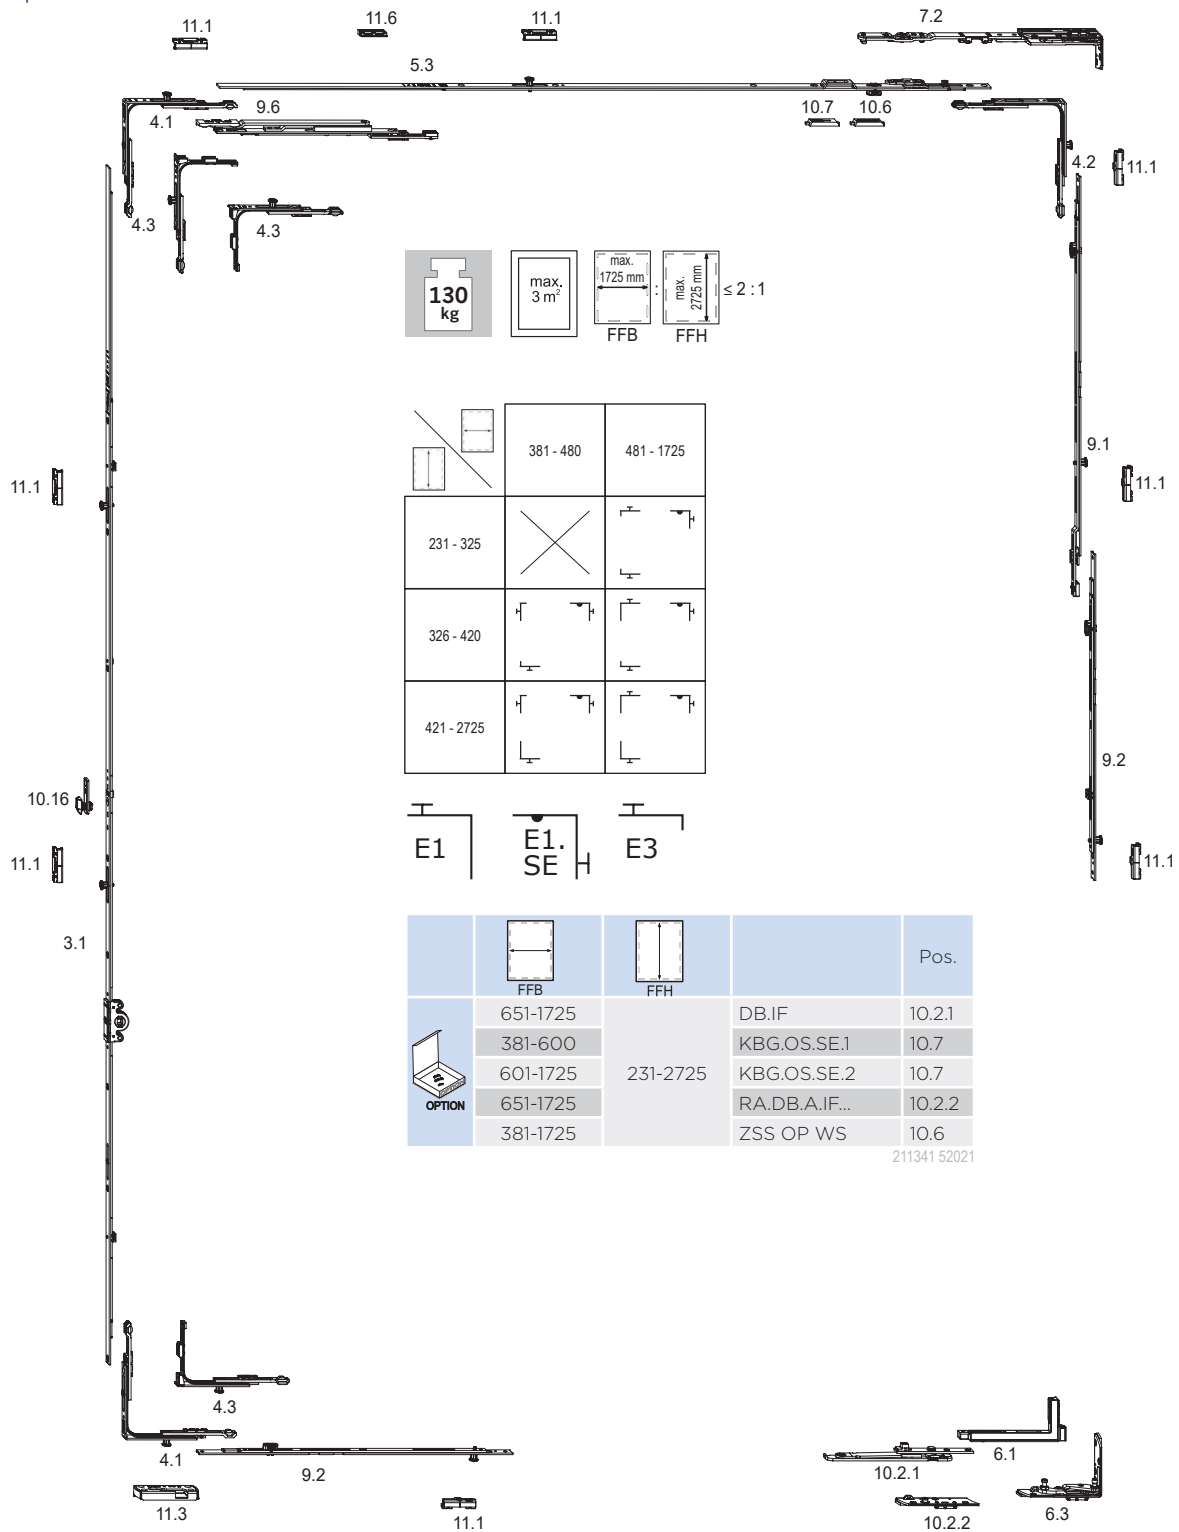 11.1
11.6
11.1
7.2
5.3
10.7
10.6
4.1
9.6
4.2
11.1
4.3
4.3
130
kg
max.
3 m²
max.
1725 mm
FFB
:
max.
2725 mm
FFH
≤ 2 : 1
381 - 480
481 - 1725
231 - 325
326 - 420
421 - 2725
9.1
11.1
11.1
9.2
10.16
11.1
11.1
E1
E1.
SE
E3
3.1
FFB
FFH
Pos.
OPTION
651-1725
231-2725
DB.IF
10.2.1
381-600
KBG.OS.SE.1
10.7
601-1725
KBG.OS.SE.2
10.7
651-1725
RA.DB.A.IF...
10.2.2
381-1725
ZSS OP WS
10.6
211341 52021
4.3
4.1
9.2
11.3
11.1
10.2.1
6.1
10.2.2
6.3